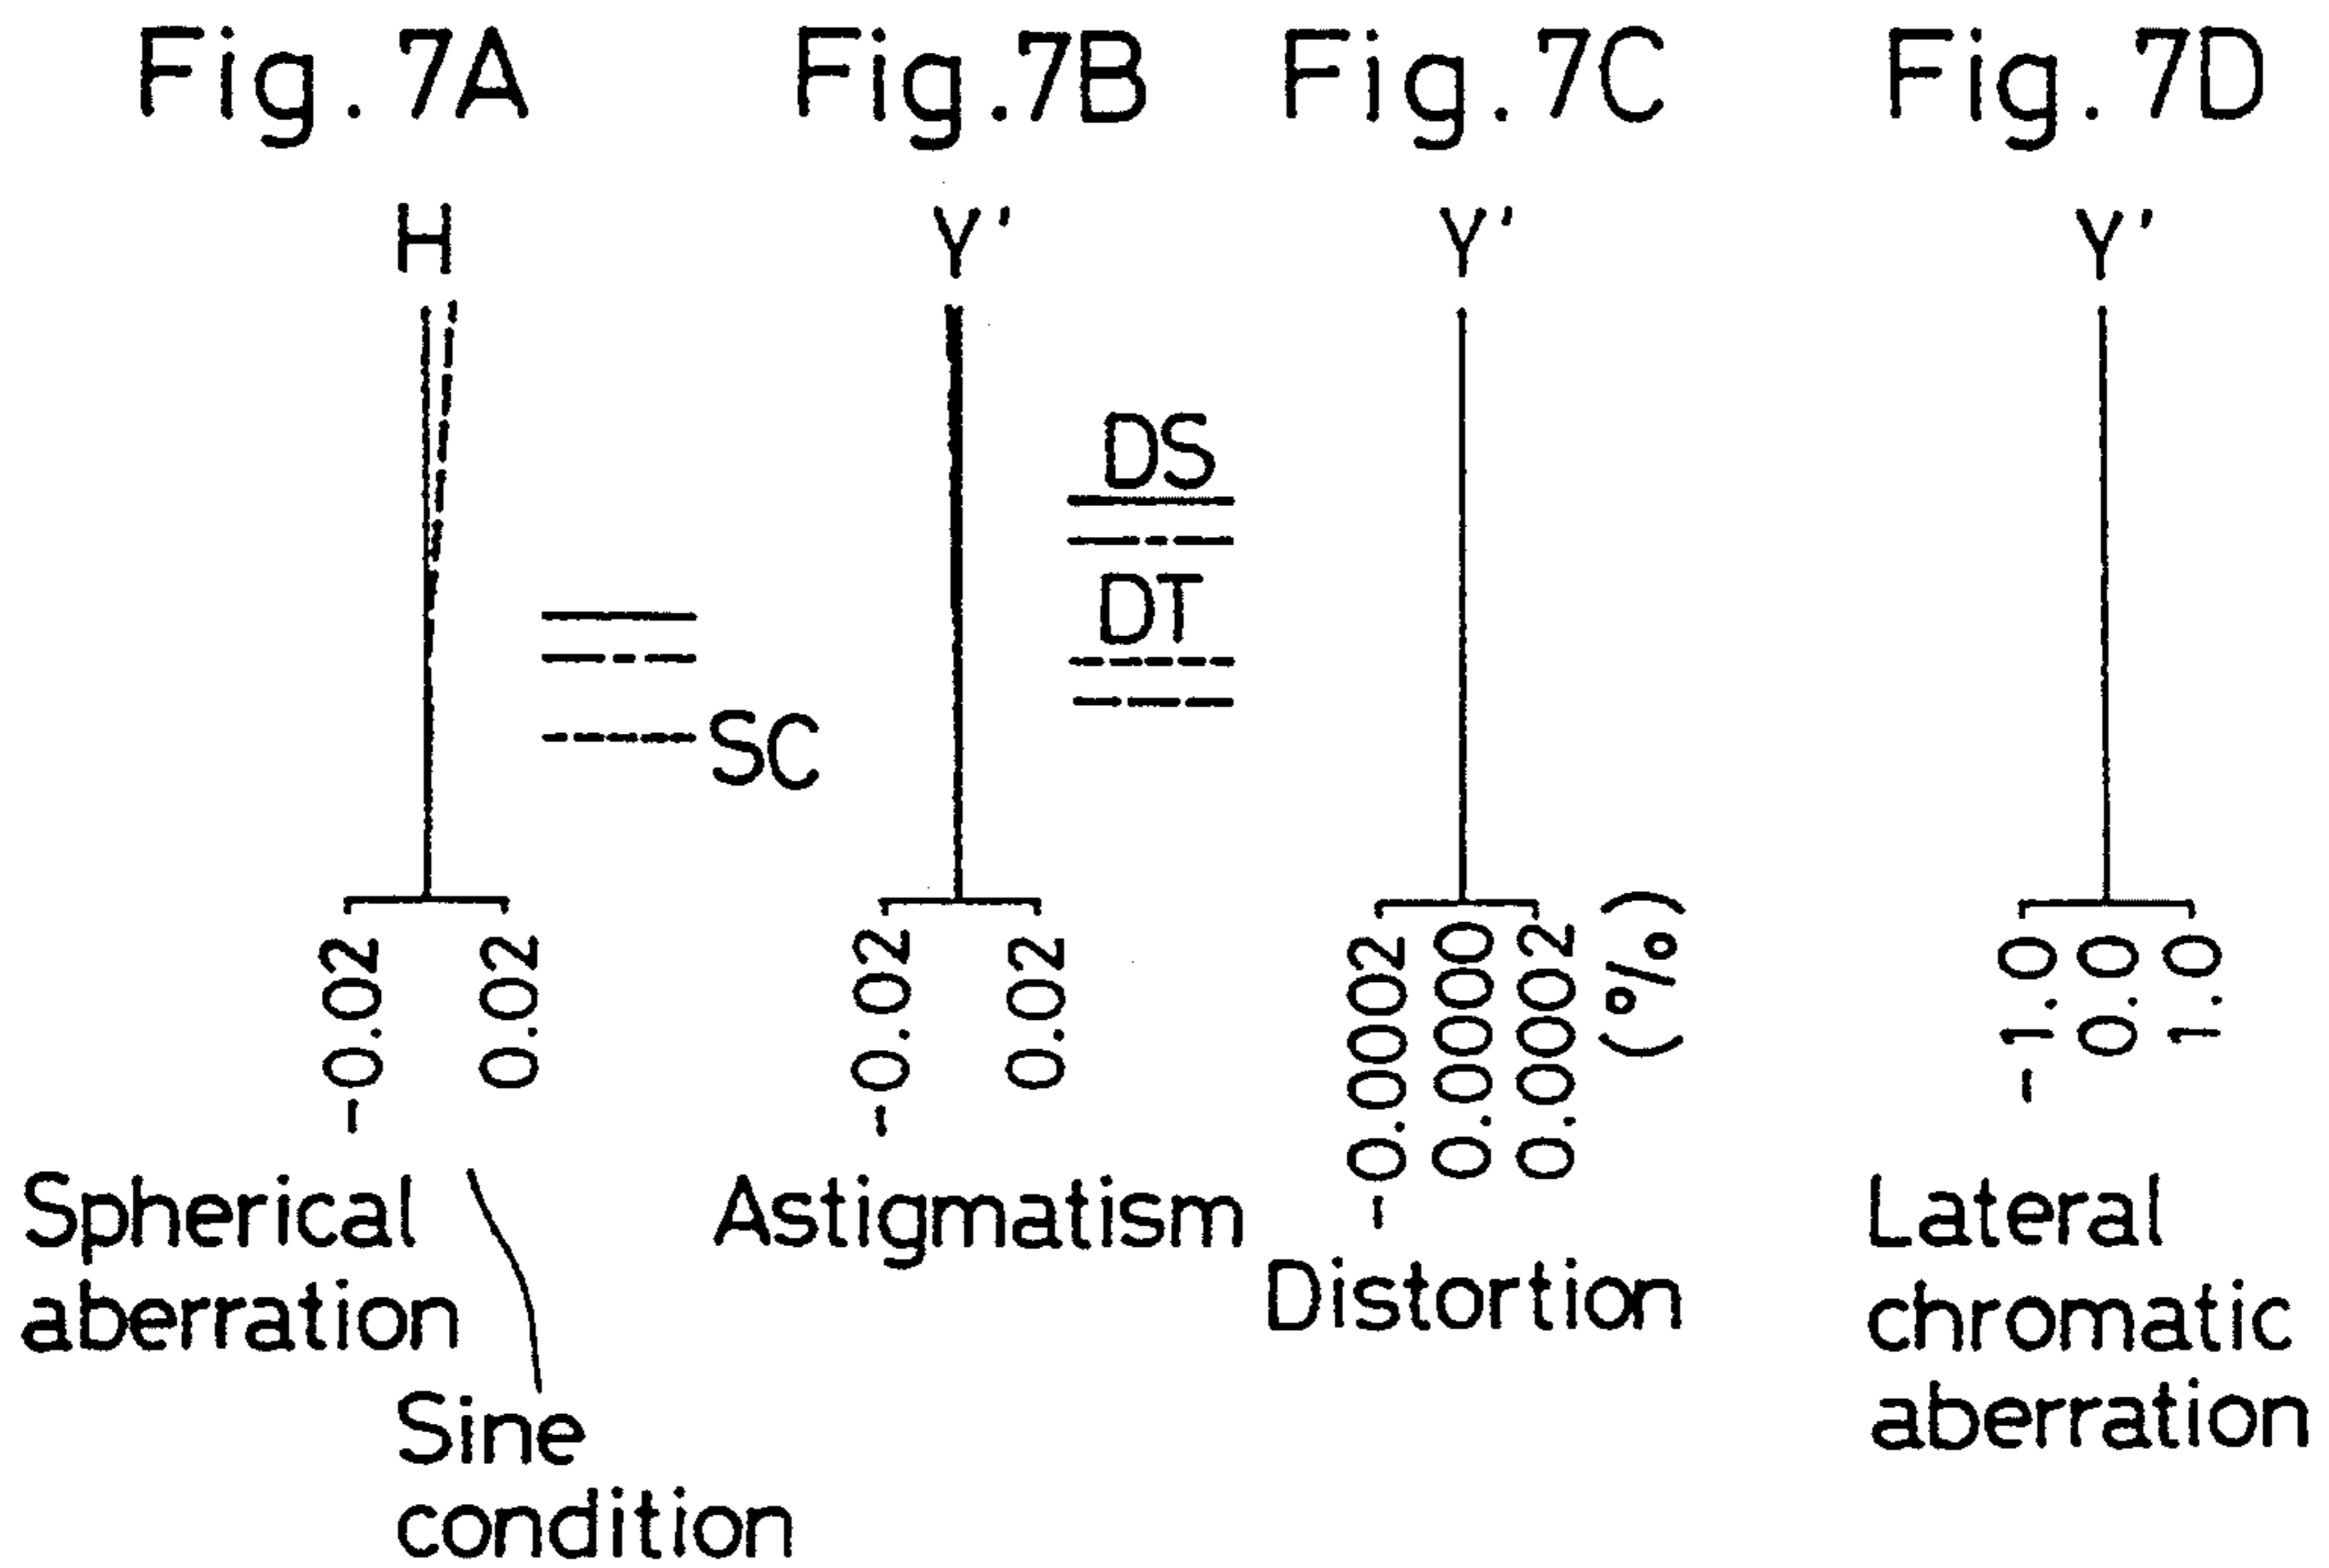 Fig. 7A
Fig. 7B
Fig. 7C
Fig. 7D
H
Y'
Y'
Y'
SC
DS
DT
-0.02
0.02
-0.02
0.02
-0.0002
0.0000
0.0002
(%)
-1.0
0.0
1.0
Spherical
aberration
Sine
condition
Astigmatism
Distortion
Lateral
chromatic
aberration